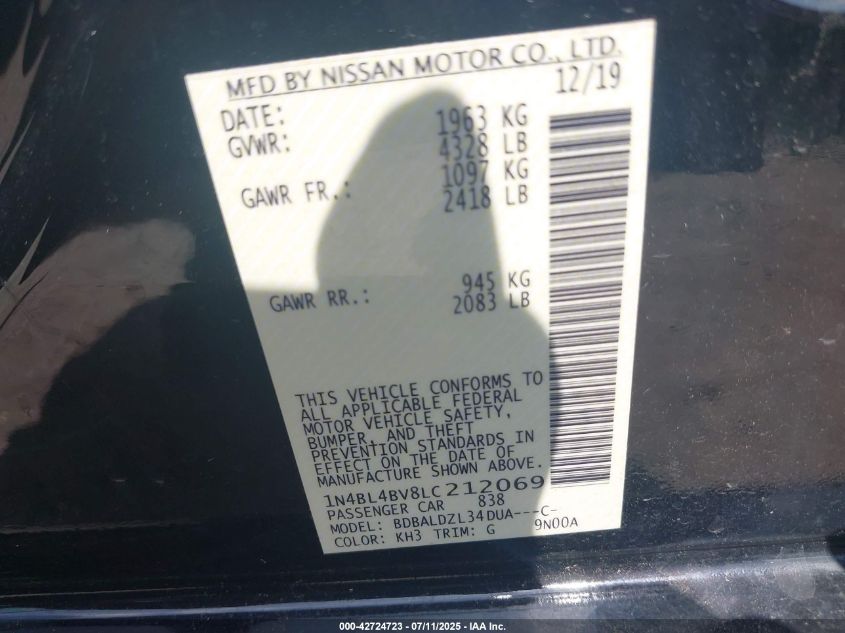 MFD BY NISSAN MOTOR CO., LTD.
DATE: 12/19
GVWR: 1963 KG
4328 LB
GAWR FR.: 1097 KG
2418 LB
GAWR RR.: 945 KG
2083 LB
THIS VEHICLE CONFORMS TO
ALL APPLICABLE FEDERAL
MOTOR VEHICLE SAFETY,
BUMPER, AND THEFT
PREVENTION STANDARDS IN
EFFECT ON THE DATE OF
MANUFACTURE SHOWN ABOVE.
1N4BL4BV8LC212069
PASSENGER CAR 838
MODEL: BDBALDZL34DUA---C-
COLOR: KH3 TRIM: G 9N00A
000-42724723 - 07/11/2025 - IAA Inc.